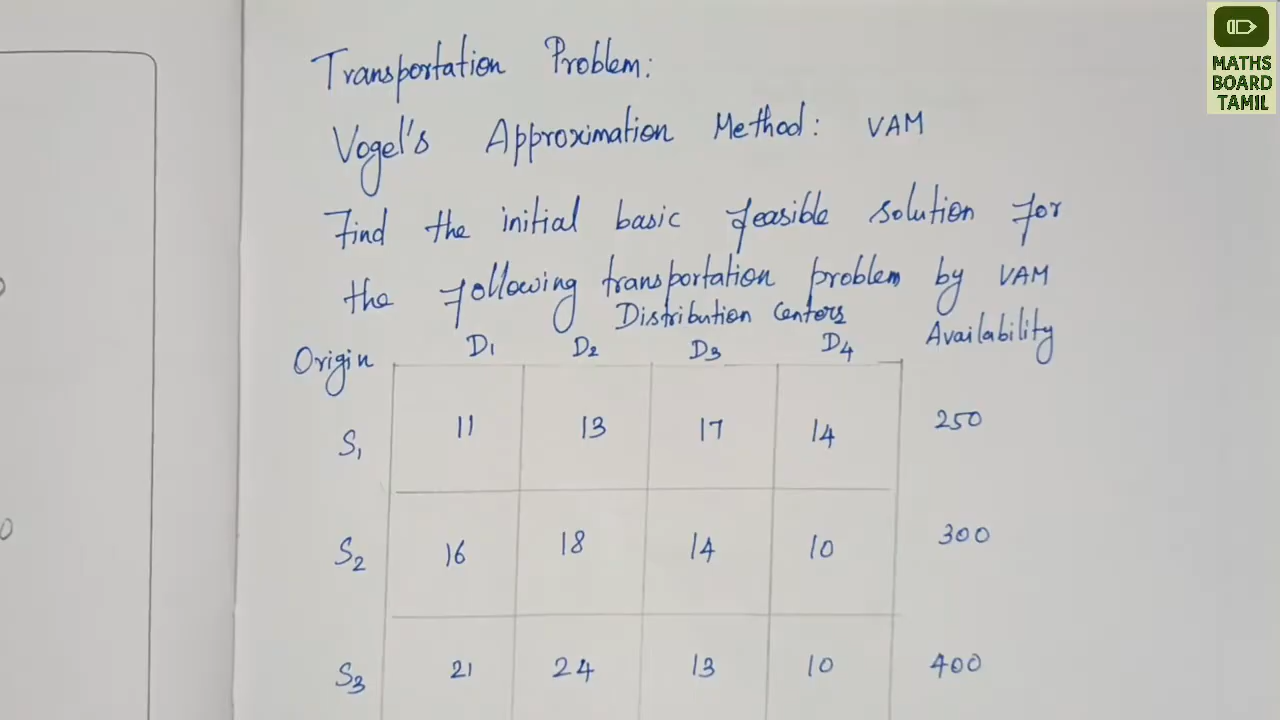 MATHS
BOARD
TAMIL
Transportation Problem:
Vogel's Approximation Method: VAM
Find the initial basic feasible solution for
the following transportation problem by VAM
Distribution Centers
Origin D1 D2 D3 D4 Availability
S1 11 13 17 14 250
S2 16 18 14 10 300
S3 21 24 13 10 400